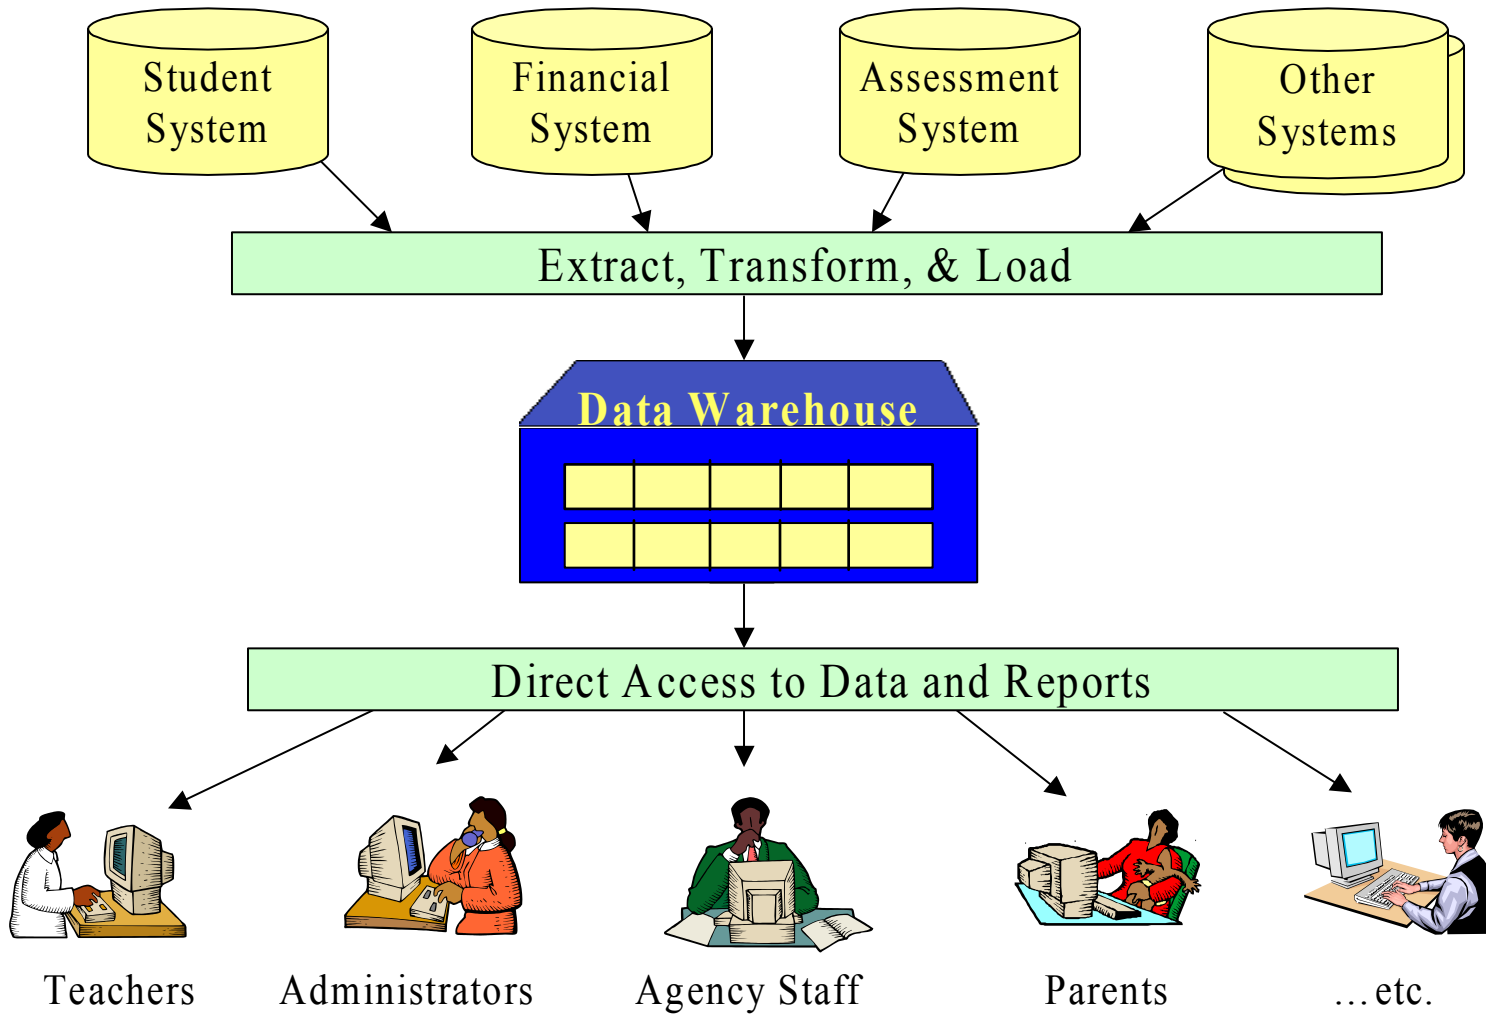 Student
System
Financial
System
Assessment
System
Other
Systems
Extract, Transform, & Load
Data Warehouse
Direct Access to Data and Reports
Teachers
Administrators
Agency Staff
Parents
...etc.